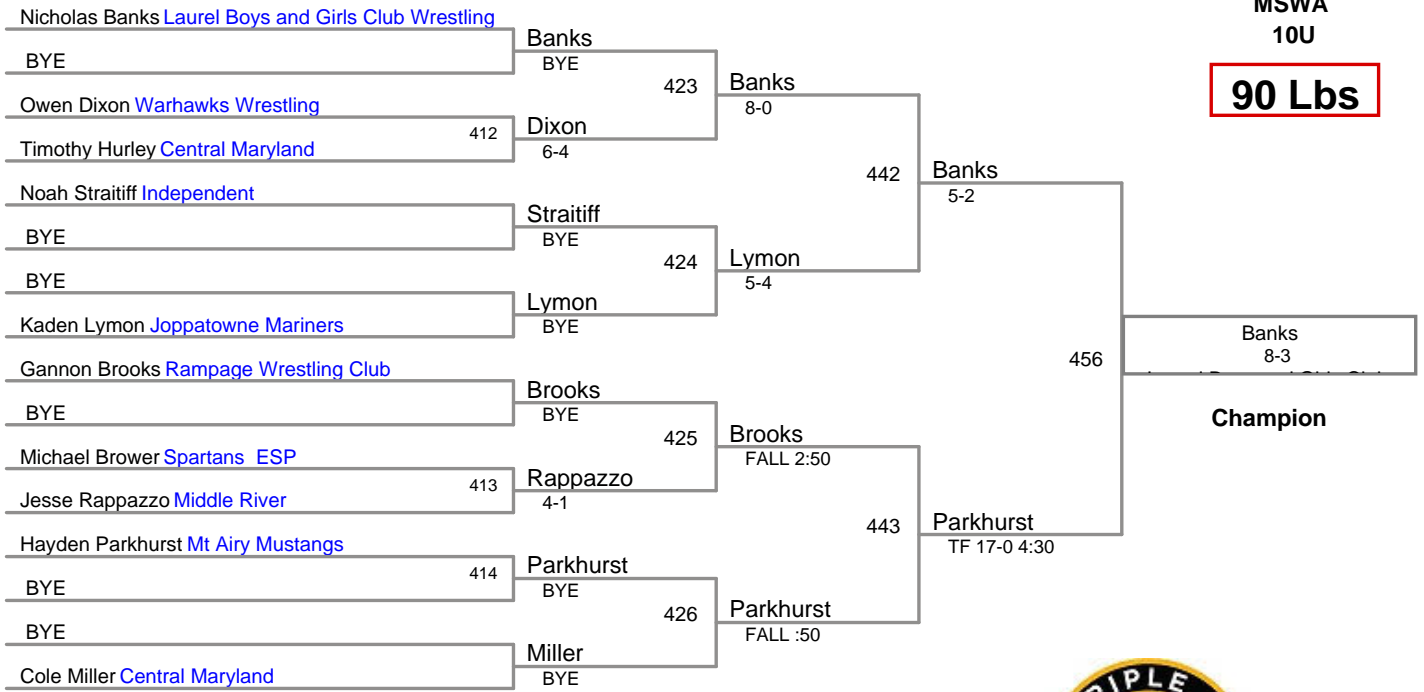 MSWA
10U
90 Lbs
Nicholas Banks Laurel Boys and Girls Club Wrestling
BYE
Owen Dixon Warhawks Wrestling
Timothy Hurley Central Maryland
Noah Straitiff Independent
BYE
BYE
Kaden Lymon Joppatowne Mariners
Gannon Brooks Rampage Wrestling Club
BYE
Michael Brower Spartans ESP
Jesse Rappazzo Middle River
Hayden Parkhurst Mt Airy Mustangs
BYE
BYE
Cole Miller Central Maryland
412
413
414
Banks
BYE
Dixon
6-4
Straitiff
BYE
Lymon
BYE
Brooks
BYE
Rappazzo
4-1
Parkhurst
BYE
Miller
BYE
423
424
425
426
Banks
8-0
Lymon
5-4
Brooks
FALL 2:50
Parkhurst
FALL :50
442
443
Banks
5-2
Parkhurst
TF 17-0 4:30
456
Banks
8-3
Champion